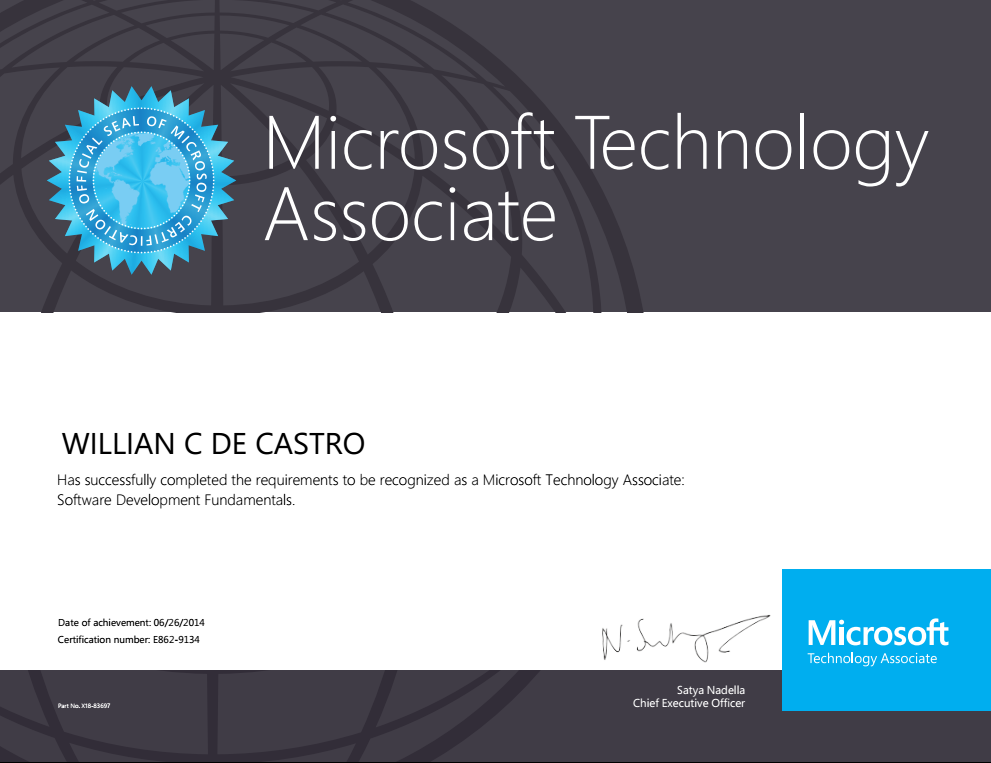 OFFICIAL SEAL OF MICROSOFT CERTIFICATION
Microsoft Technology
Associate
WILLIAN C DE CASTRO
Has successfully completed the requirements to be recognized as a Microsoft Technology Associate:
Software Development Fundamentals.
Date of achievement: 06/26/2014
Certification number: E862-9134
N. Satya
Microsoft
Technology Associate
Satya Nadella
Chief Executive Officer
Part No. X18-83697